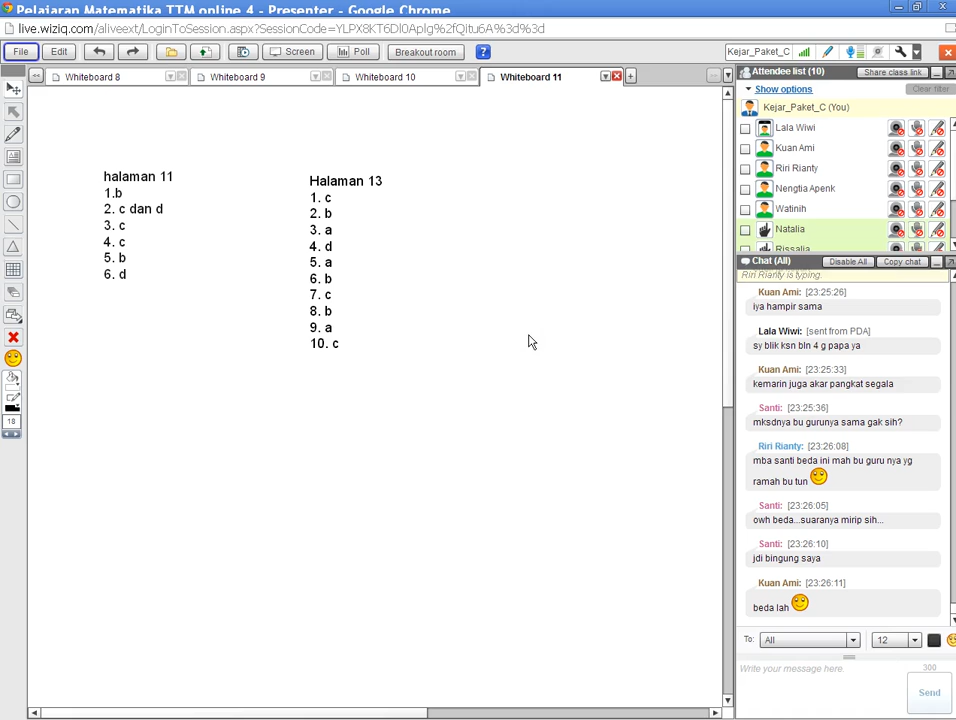 Pelajaran Matematika TTM online 4 - Presenter - Google Chrome
live.wiziq.com/aliveext/LoginToSession.aspx?SessionCode=YLPX8KT6Dl0Aplg%2fQitu6A%3d%3d
File Edit Screen Poll Breakout room ? Kejar_Paket_C
<< Whiteboard 8 Whiteboard 9 Whiteboard 10 Whiteboard 11
halaman 11
1.b
2. c dan d
3. c
4. c
5. b
6. d
Halaman 13
1. c
2. b
3. a
4. d
5. a
6. b
7. c
8. b
9. a
10. c
18
Attendee list (10) Share class link
Show options Clear filter
Kejar_Paket_C (You)
Lala Wiwi
Kuan Ami
Riri Rianty
Nengtia Apenk
Watinih
Natalia
Rissalia
Chat (All) Disable All Copy chat
Riri Rianty is typing.
Kuan Ami: [23:25:26]
iya hampir sama
Lala Wiwi: [sent from PDA]
sy blik ksn bln 4 g papa ya
Kuan Ami: [23:25:33]
kemarin juga akar pangkat segala
Santi: [23:25:36]
mksdnya bu gurunya sama gak sih?
Riri Rianty: [23:26:08]
mba santi beda ini mah bu guru nya yg
ramah bu tun
Santi: [23:26:05]
owh beda...suaranya mirip sih...
Santi: [23:26:10]
jdi bingung saya
Kuan Ami: [23:26:11]
beda lah
To: All 12
Write your message here. 300
Send